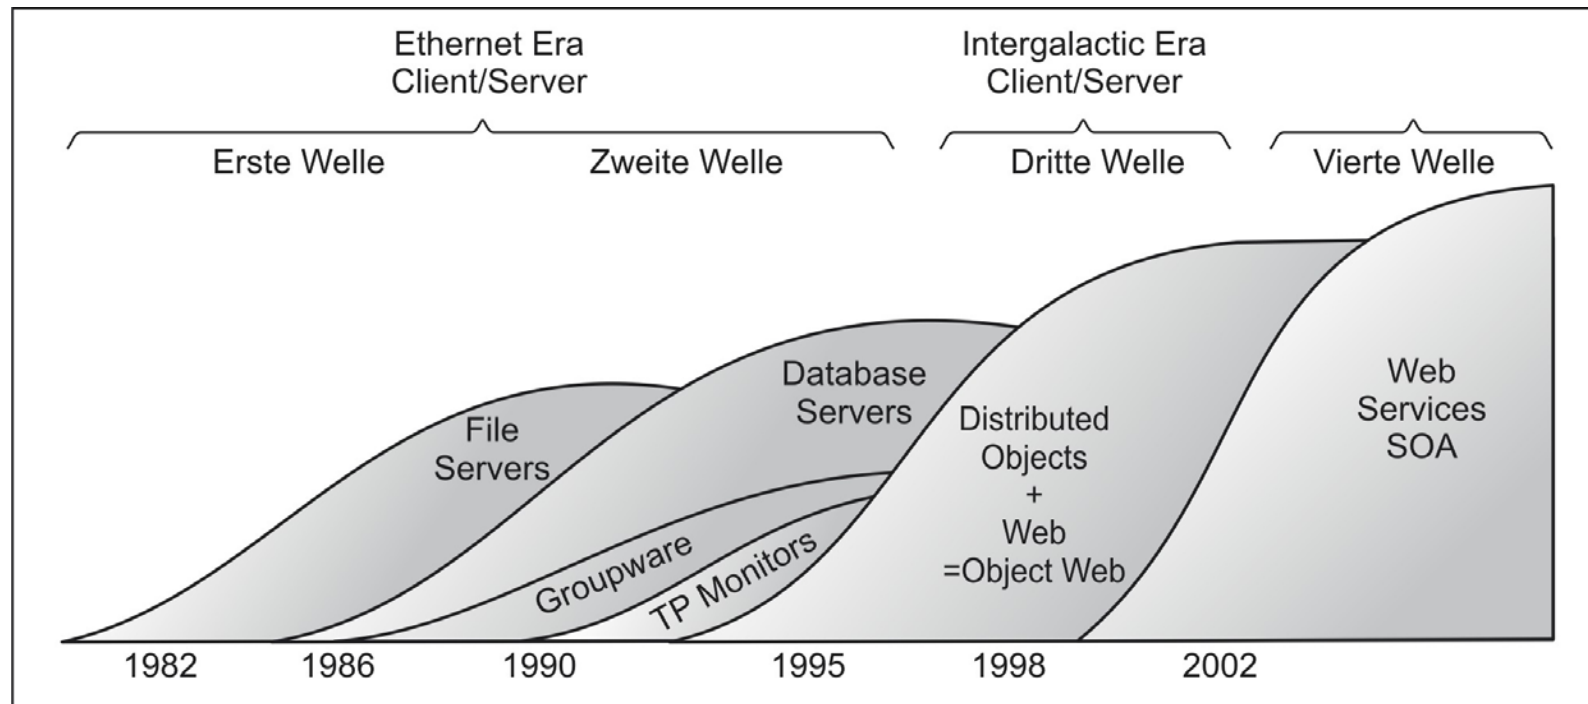 Ethernet Era
Client/Server
Intergalactic Era
Client/Server
Erste Welle
Zweite Welle
Dritte Welle
Vierte Welle
File
Servers
Database
Servers
Groupware
TP Monitors
Distributed
Objects
+
Web
=Object Web
Web
Services
SOA
1982
1986
1990
1995
1998
2002